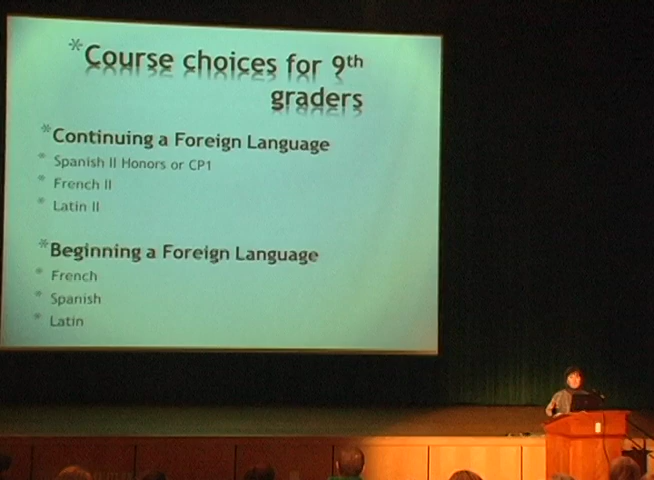 *Course choices for 9th
graders
*Continuing a Foreign Language
* Spanish II Honors or CP1
* French II
* Latin II
*Beginning a Foreign Language
* French
* Spanish
* Latin